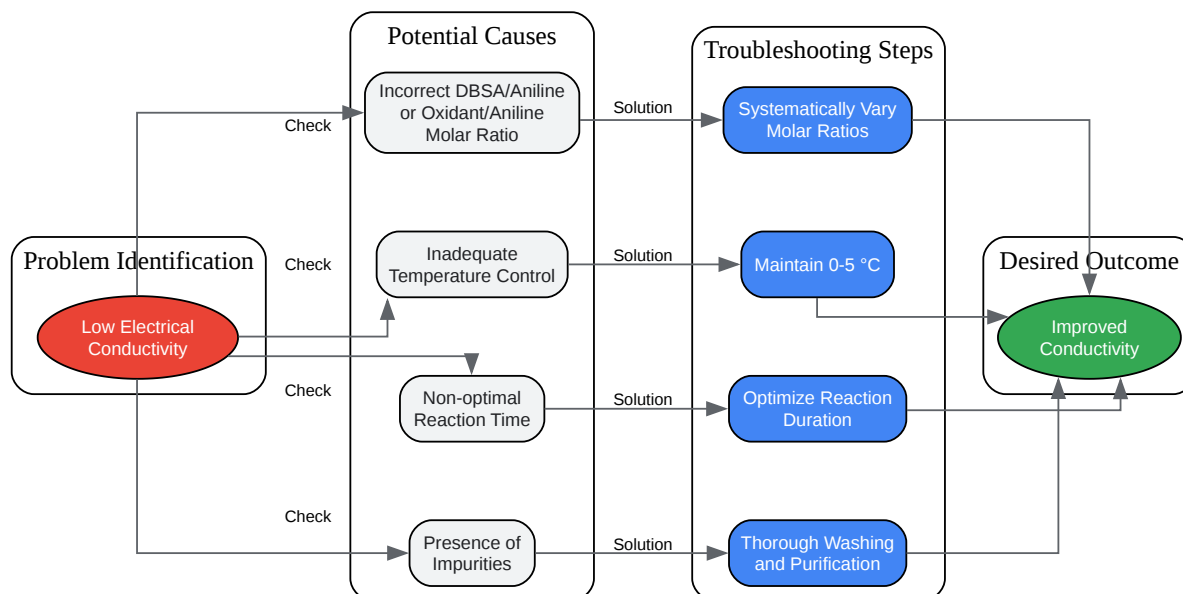 Potential Causes
Troubleshooting Steps
Incorrect DBSA/Aniline
or Oxidant/Aniline
Molar Ratio
Check
Solution
Systematically Vary
Molar Ratios
Problem Identification
Low Electrical
Conductivity
Check
Inadequate
Temperature Control
Solution
Maintain 0-5 °C
Desired Outcome
Improved
Conductivity
Check
Non-optimal
Reaction Time
Solution
Optimize Reaction
Duration
Check
Presence of
Impurities
Solution
Thorough Washing
and Purification